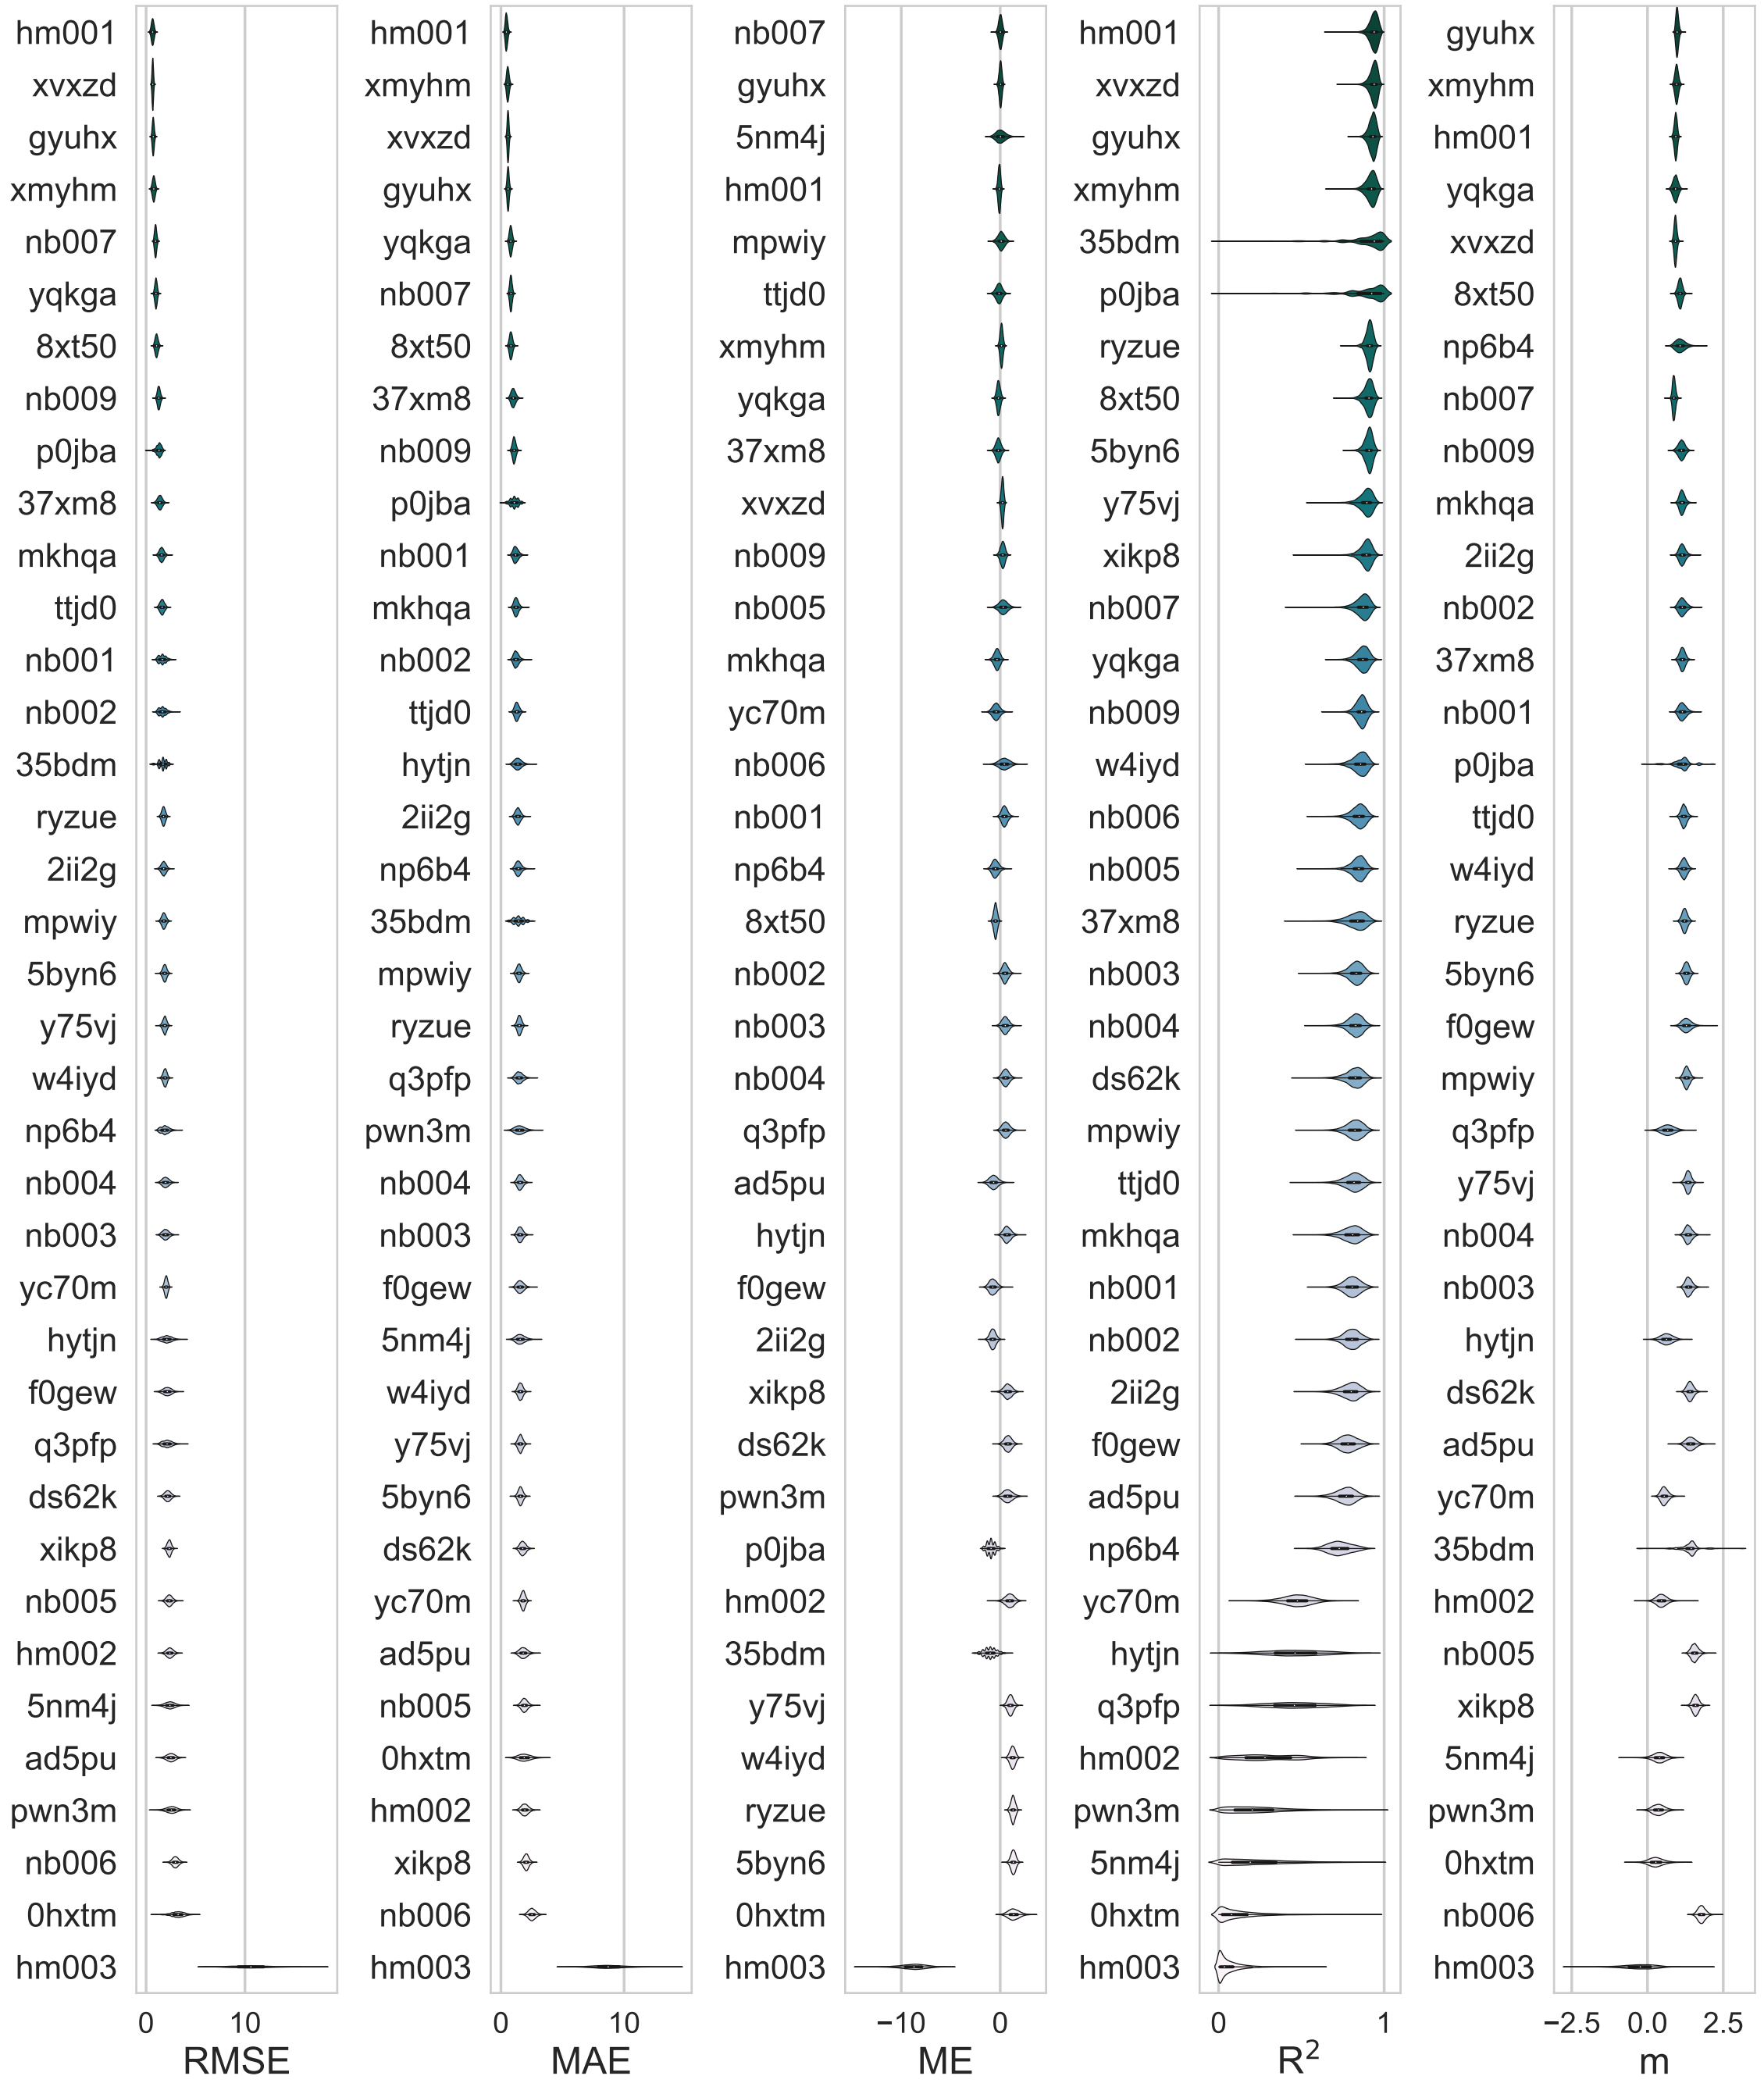 hm001 hm001 nb007 hm001 gyuhx
xvxzd xmyhm gyuhx xvxzd xmyhm
gyuhx xvxzd 5nm4j gyuhx hm001
xmyhm gyuhx hm001 xmyhm yqkga
nb007 yqkga mpwiy 35bdm xvxzd
yqkga nb007 ttjd0 p0jba 8xt50
8xt50 8xt50 xmyhm ryzue np6b4
nb009 37xm8 yqkga 8xt50 nb007
p0jba nb009 37xm8 5byn6 nb009
37xm8 p0jba xvxzd y75vj mkhqa
mkhqa nb001 nb009 xikp8 2ii2g
ttjd0 mkhqa nb005 nb007 nb002
nb001 nb002 mkhqa yqkga 37xm8
nb002 ttjd0 yc70m nb009 nb001
35bdm hytjn nb006 w4iyd p0jba
ryzue 2ii2g nb001 nb006 ttjd0
2ii2g np6b4 np6b4 nb005 w4iyd
mpwiy 35bdm 8xt50 37xm8 ryzue
5byn6 mpwiy nb002 nb003 5byn6
y75vj ryzue nb003 nb004 f0gew
w4iyd q3pfp nb004 ds62k mpwiy
np6b4 pwn3m q3pfp mpwiy q3pfp
nb004 nb004 ad5pu ttjd0 y75vj
nb003 nb003 hytjn mkhqa nb004
yc70m f0gew f0gew nb001 nb003
hytjn 5nm4j 2ii2g nb002 hytjn
f0gew w4iyd xikp8 2ii2g ds62k
q3pfp y75vj ds62k f0gew ad5pu
ds62k 5byn6 pwn3m ad5pu yc70m
xikp8 ds62k p0jba np6b4 35bdm
nb005 yc70m hm002 yc70m hm002
hm002 ad5pu 35bdm hytjn nb005
5nm4j nb005 y75vj q3pfp xikp8
ad5pu 0hxtm w4iyd hm002 5nm4j
pwn3m hm002 ryzue pwn3m pwn3m
nb006 xikp8 5byn6 5nm4j 0hxtm
0hxtm nb006 0hxtm 0hxtm nb006
hm003 hm003 hm003 hm003 hm003
0 10 0 10 −10 0 0 1 −2.5 0.0 2.5
RMSE MAE ME R² m